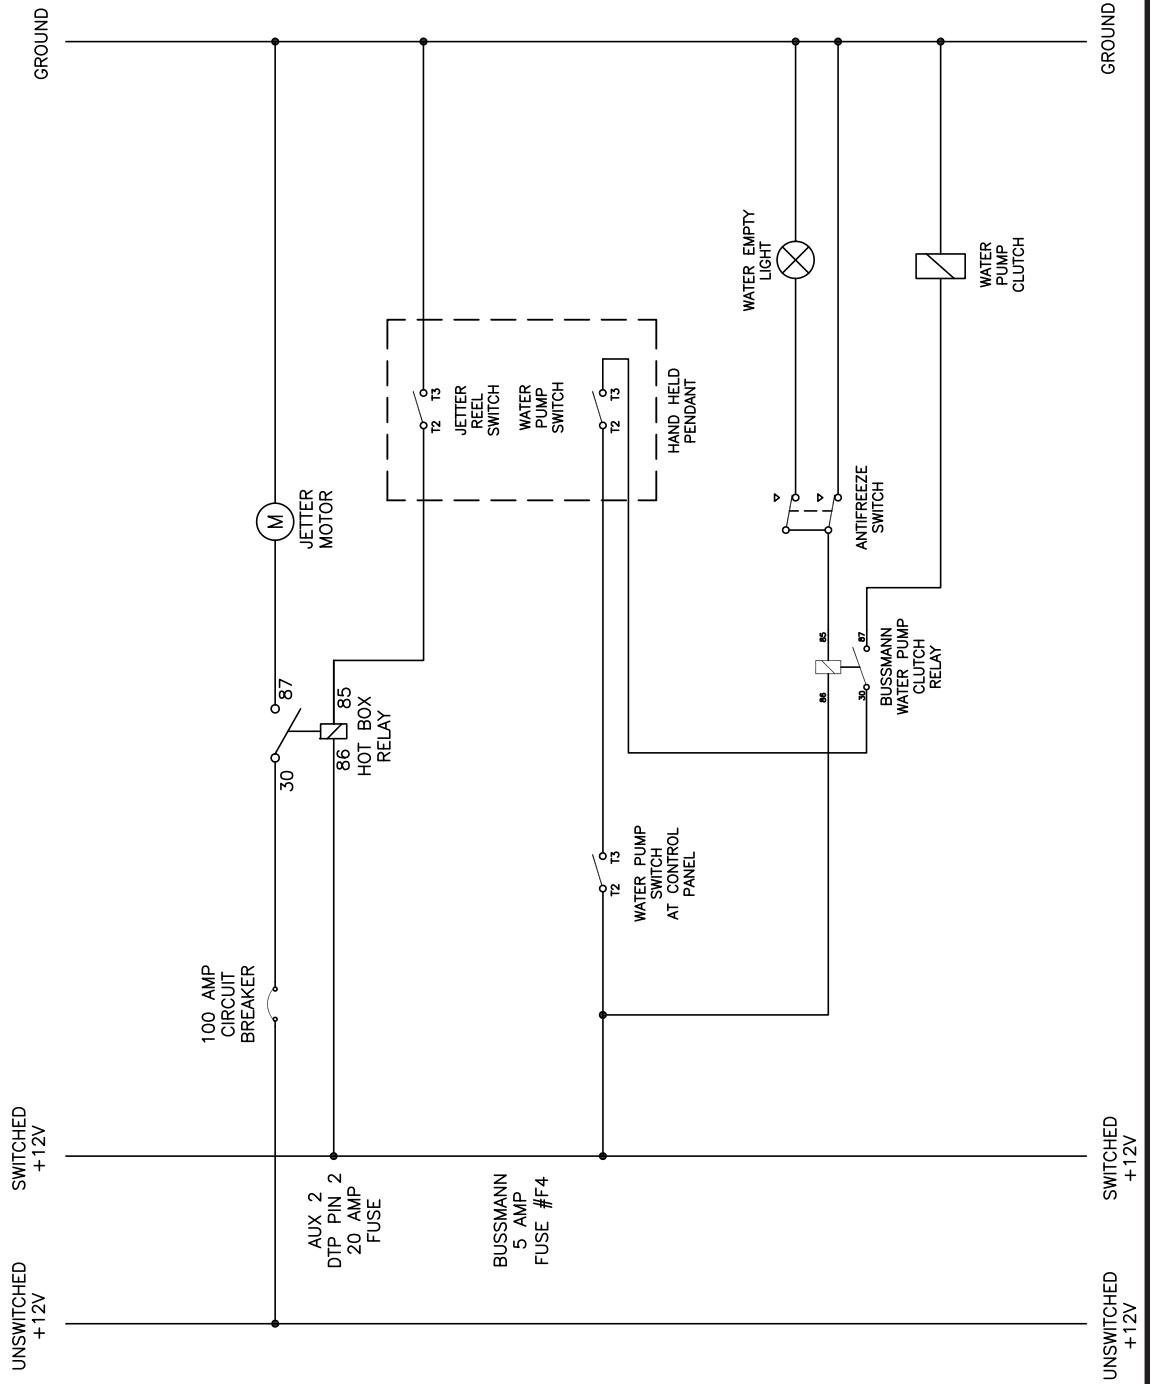 GROUND
GROUND
WATER EMPTY
LIGHT
WATER
PUMP
CLUTCH
T3
T2
JETTER
REEL
SWITCH
WATER
PUMP
SWITCH
T3
T2
HAND HELD
PENDANT
M
JETTER
MOTOR
ANTIFREEZE
SWITCH
87
30
85
86
HOT BOX
RELAY
85
86
87
30
BUSSMANN
WATER PUMP
CLUTCH
RELAY
T3
T2
WATER PUMP
SWITCH
AT CONTROL
PANEL
100 AMP
CIRCUIT
BREAKER
SWITCHED
+12V
SWITCHED
+12V
AUX 2
DTP PIN 2
20 AMP
FUSE
BUSSMANN
5 AMP
FUSE #F4
UNSWITCHED
+12V
UNSWITCHED
+12V